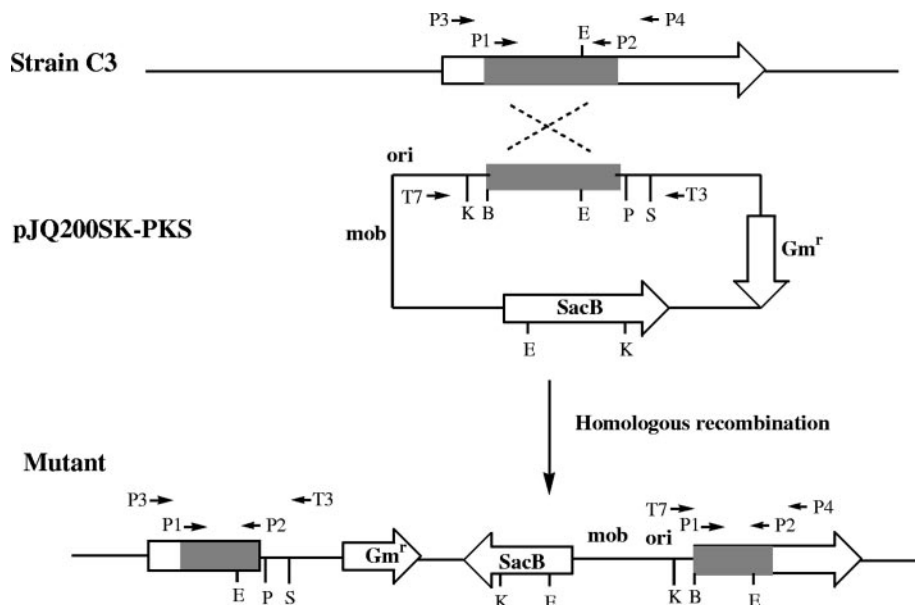 P3 P4
E
P1 P2
Strain C3
ori
T7 T3
K B E P S
mob
pJQ200SK-PKS
Gmr
SacB
E K
Homologous recombination
Mutant
P3 T3 T7 P4
P1 P2 mob ori P1 P2
Gmr
SacB
E P S K E K B E